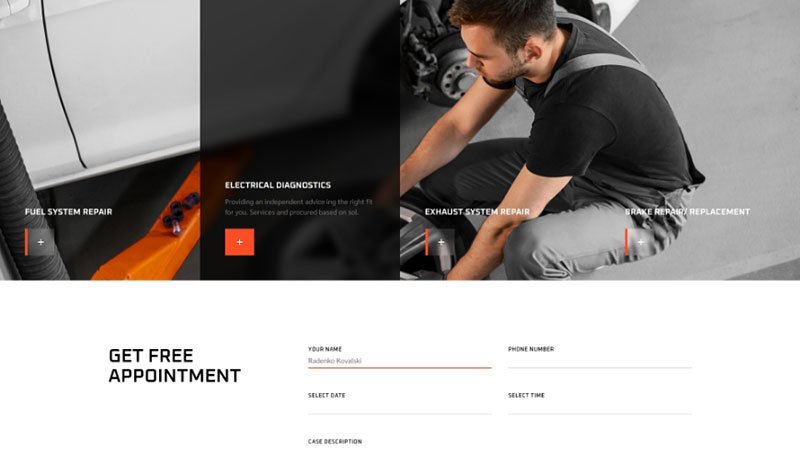 ELECTRICAL DIAGNOSTICS
Providing an independent advice ing the right fit
for you. Services and procured based on sol.
FUEL SYSTEM REPAIR
EXHAUST SYSTEM REPAIR
BRAKE REPAIR/ REPLACEMENT
+
+
+
+
GET FREE
APPOINTMENT
YOUR NAME
Radenko Kovalski
PHONE NUMBER
SELECT DATE
SELECT TIME
CASE DESCRIPTION